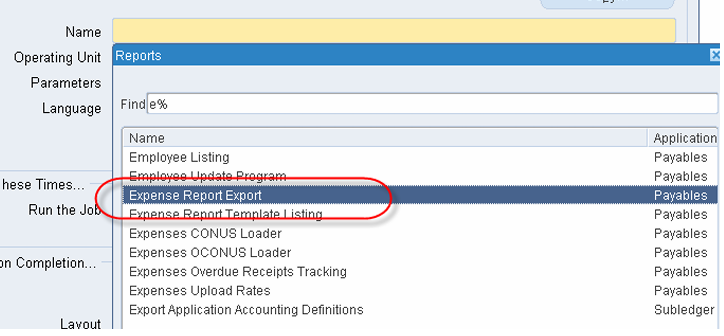 Name
Operating Unit
Reports
Parameters
Language
Find e%
Name Application
Employee Listing Payables
Employee Update Program Payables
hese Times...
Expense Report Export Payables
Run the Job
Expense Report Template Listing Payables
Expenses CONUS Loader Payables
Expenses OCONUS Loader Payables
on Completion...
Expenses Overdue Receipts Tracking Payables
Expenses Upload Rates Payables
Export Application Accounting Definitions Subledger
Layout